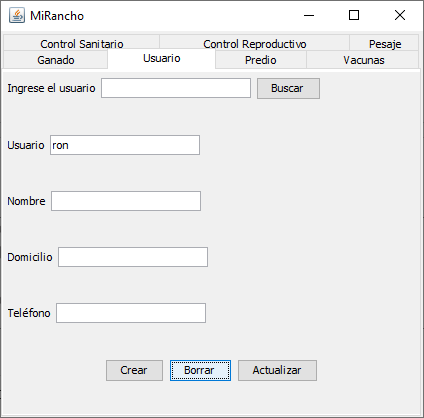 MiRancho
Control Sanitario Control Reproductivo Pesaje
Ganado Usuario Predio Vacunas
Ingrese el usuario Buscar
Usuario ron
Nombre
Domicilio
Teléfono
Crear Borrar Actualizar